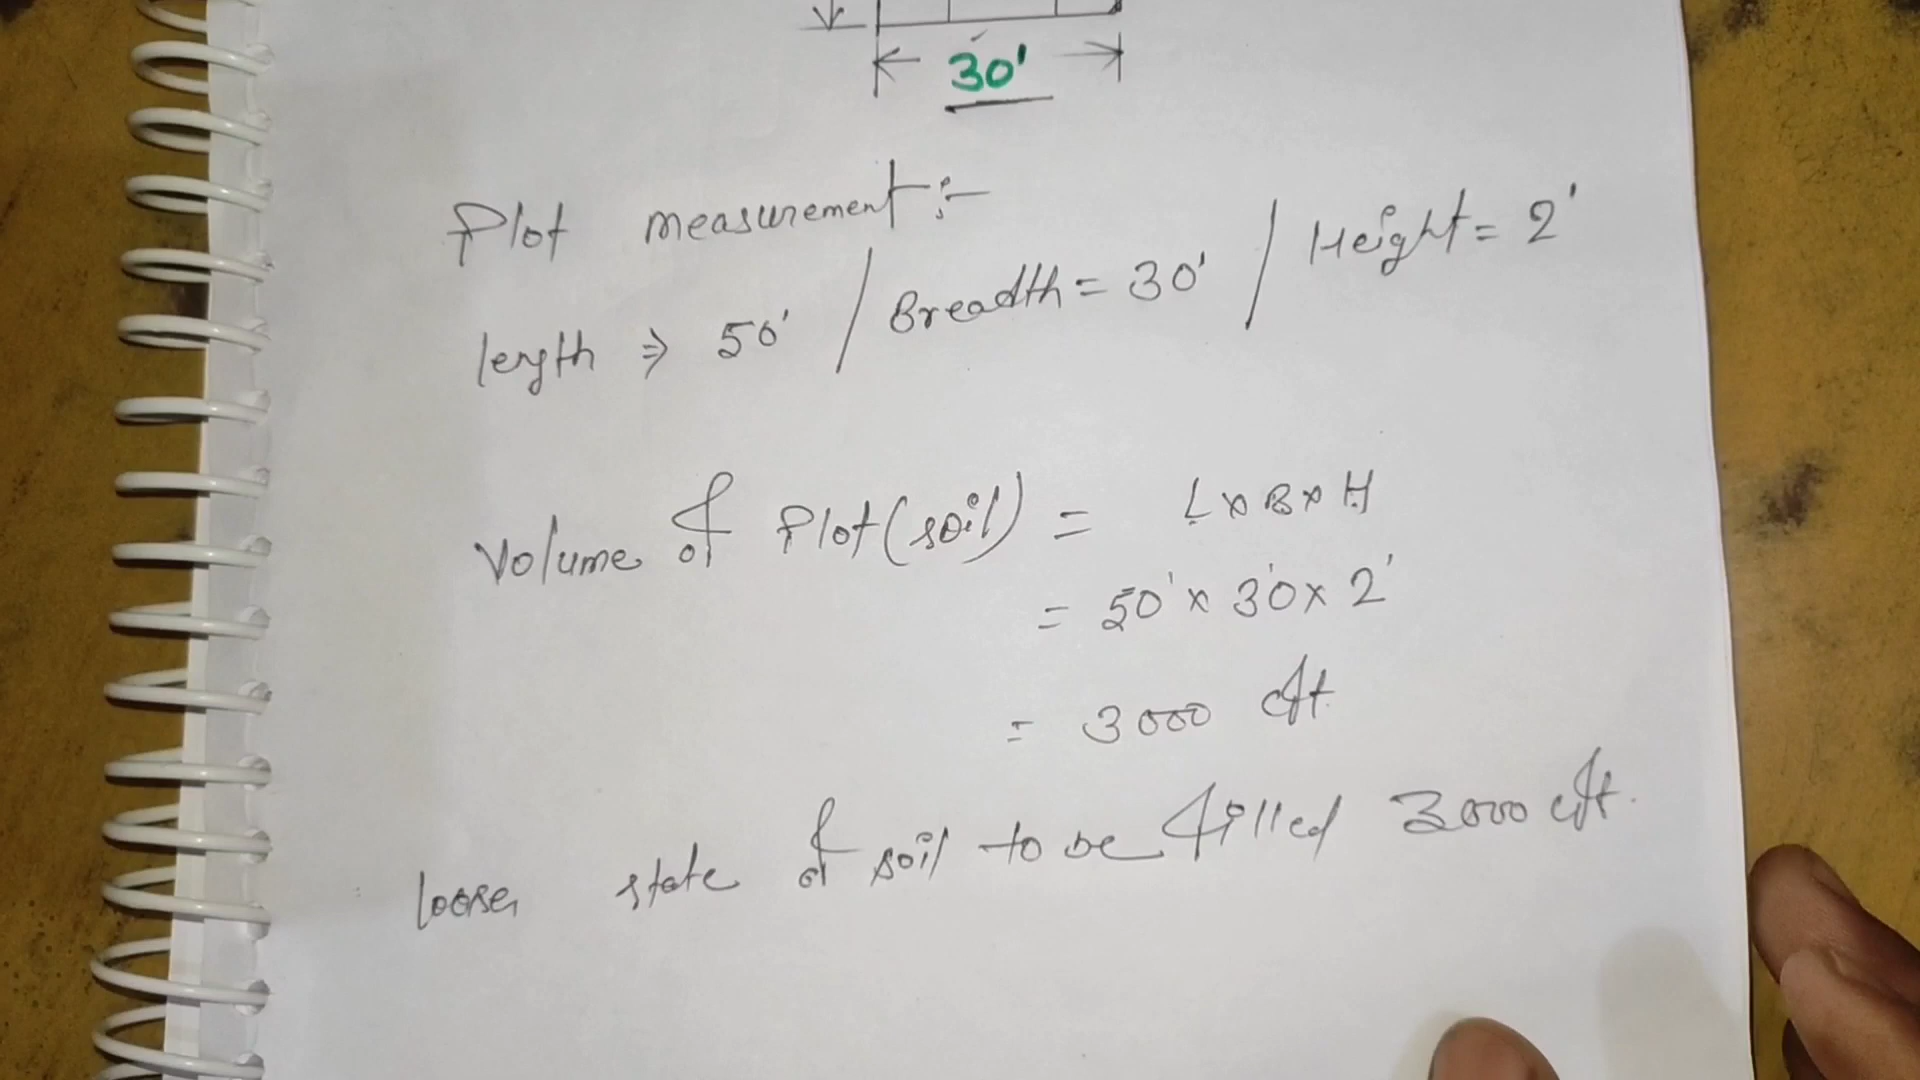 30'
Plot measurement :-
length ⇒ 50' / Breadth = 30' / Height = 2'
Volume of Plot (soil) = L x B x H
= 50' x 30' x 2'
= 3000 cft.
loose state of soil to be filled 3000 cft.